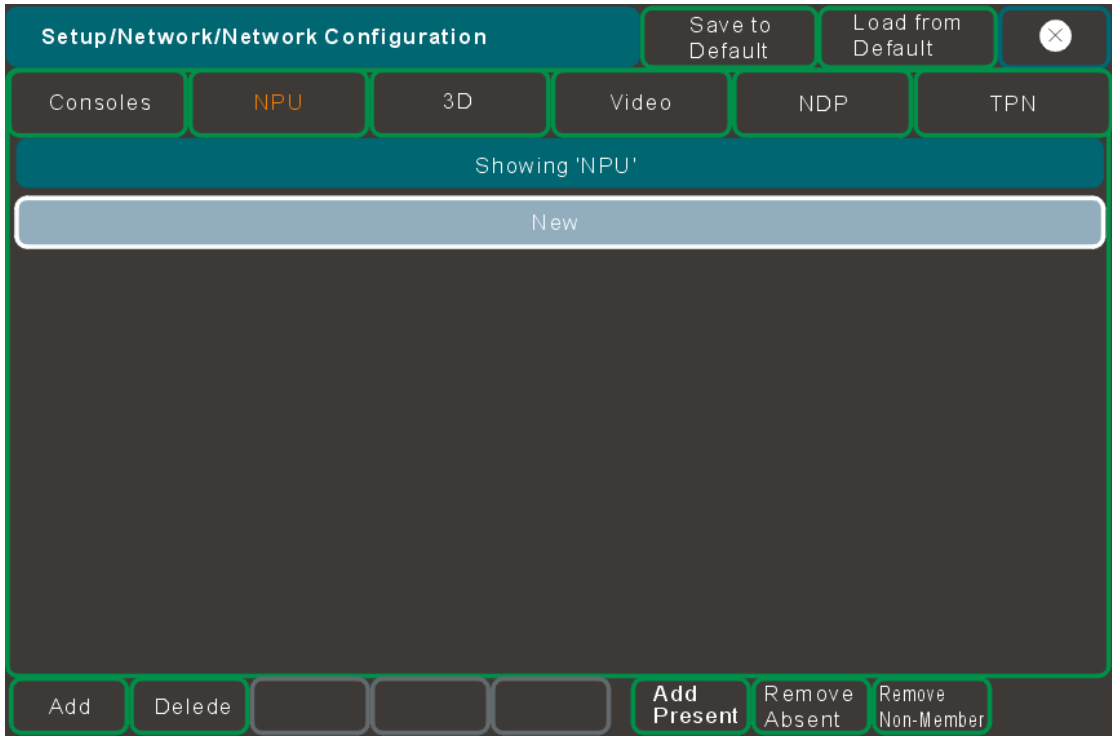 Setup/Network/Network Configuration
Save to
Default
Load from
Default
Consoles
NPU
3D
Video
NDP
TPN
Showing 'NPU'
New
Add
Delede
Add
Present
Remove
Absent
Remove
Non-Member